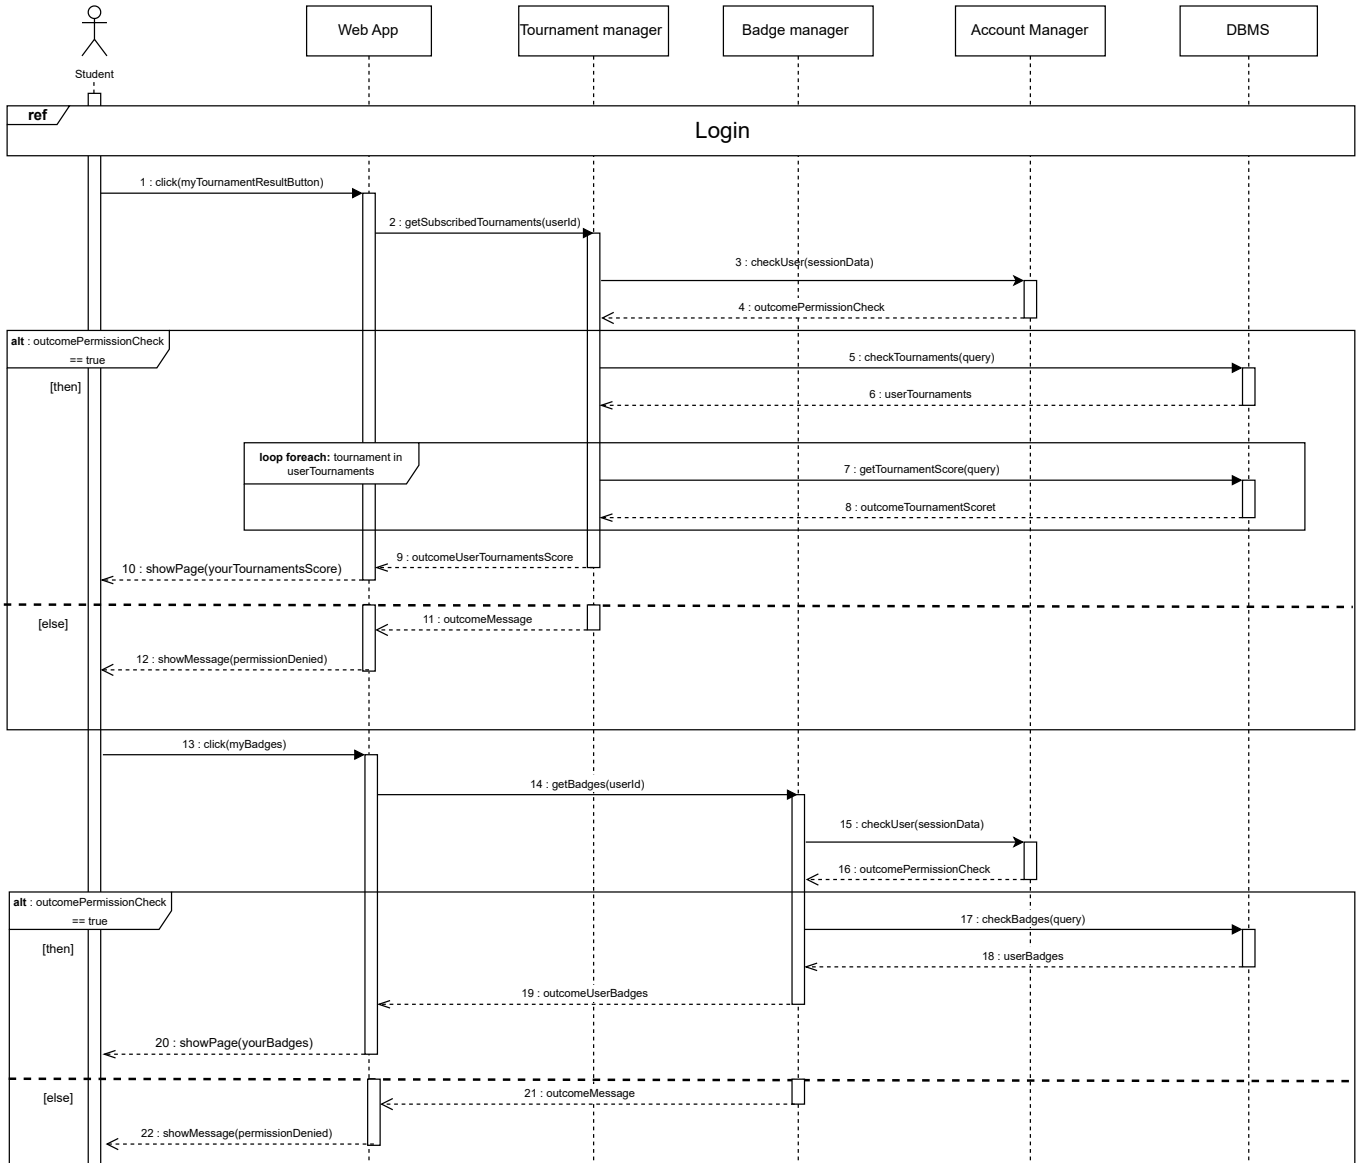 Student
Web App
Tournament manager
Badge manager
Account Manager
DBMS
ref
Login
1 : click(myTournamentResultButton)
2 : getSubscribedTournaments(userId)
3 : checkUser(sessionData)
4 : outcomePermissionCheck
alt : outcomePermissionCheck
== true
[then]
5 : checkTournaments(query)
6 : userTournaments
loop foreach: tournament in
userTournaments
7 : getTournamentScore(query)
8 : outcomeTournamentScoret
9 : outcomeUserTournamentsScore
10 : showPage(yourTournamentsScore)
[else]
11 : outcomeMessage
12 : showMessage(permissionDenied)
13 : click(myBadges)
14 : getBadges(userId)
15 : checkUser(sessionData)
16 : outcomePermissionCheck
alt : outcomePermissionCheck
== true
[then]
17 : checkBadges(query)
18 : userBadges
19 : outcomeUserBadges
20 : showPage(yourBadges)
[else]
21 : outcomeMessage
22 : showMessage(permissionDenied)